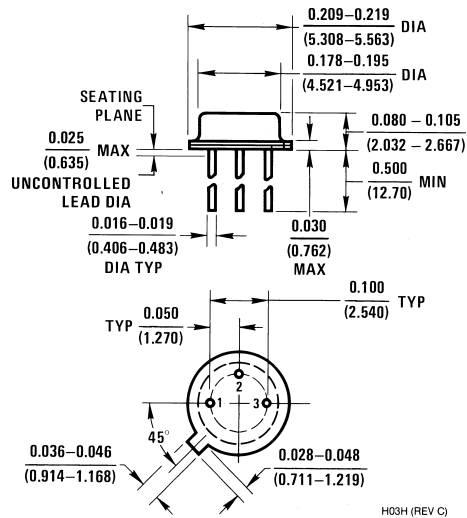 0.209–0.219 DIA
(5.308–5.563)
0.178–0.195 DIA
(4.521–4.953)
SEATING
PLANE
0.080 – 0.105
(2.032 – 2.667)
0.025 MAX
(0.635)
0.500 MIN
(12.70)
UNCONTROLLED
LEAD DIA
0.016–0.019
(0.406–0.483)
DIA TYP
0.030
(0.762)
MAX
0.100 TYP
(2.540)
TYP 0.050
(1.270)
2
1
3
45°
0.036–0.046
(0.914–1.168)
0.028–0.048
(0.711–1.219)
H03H (REV C)